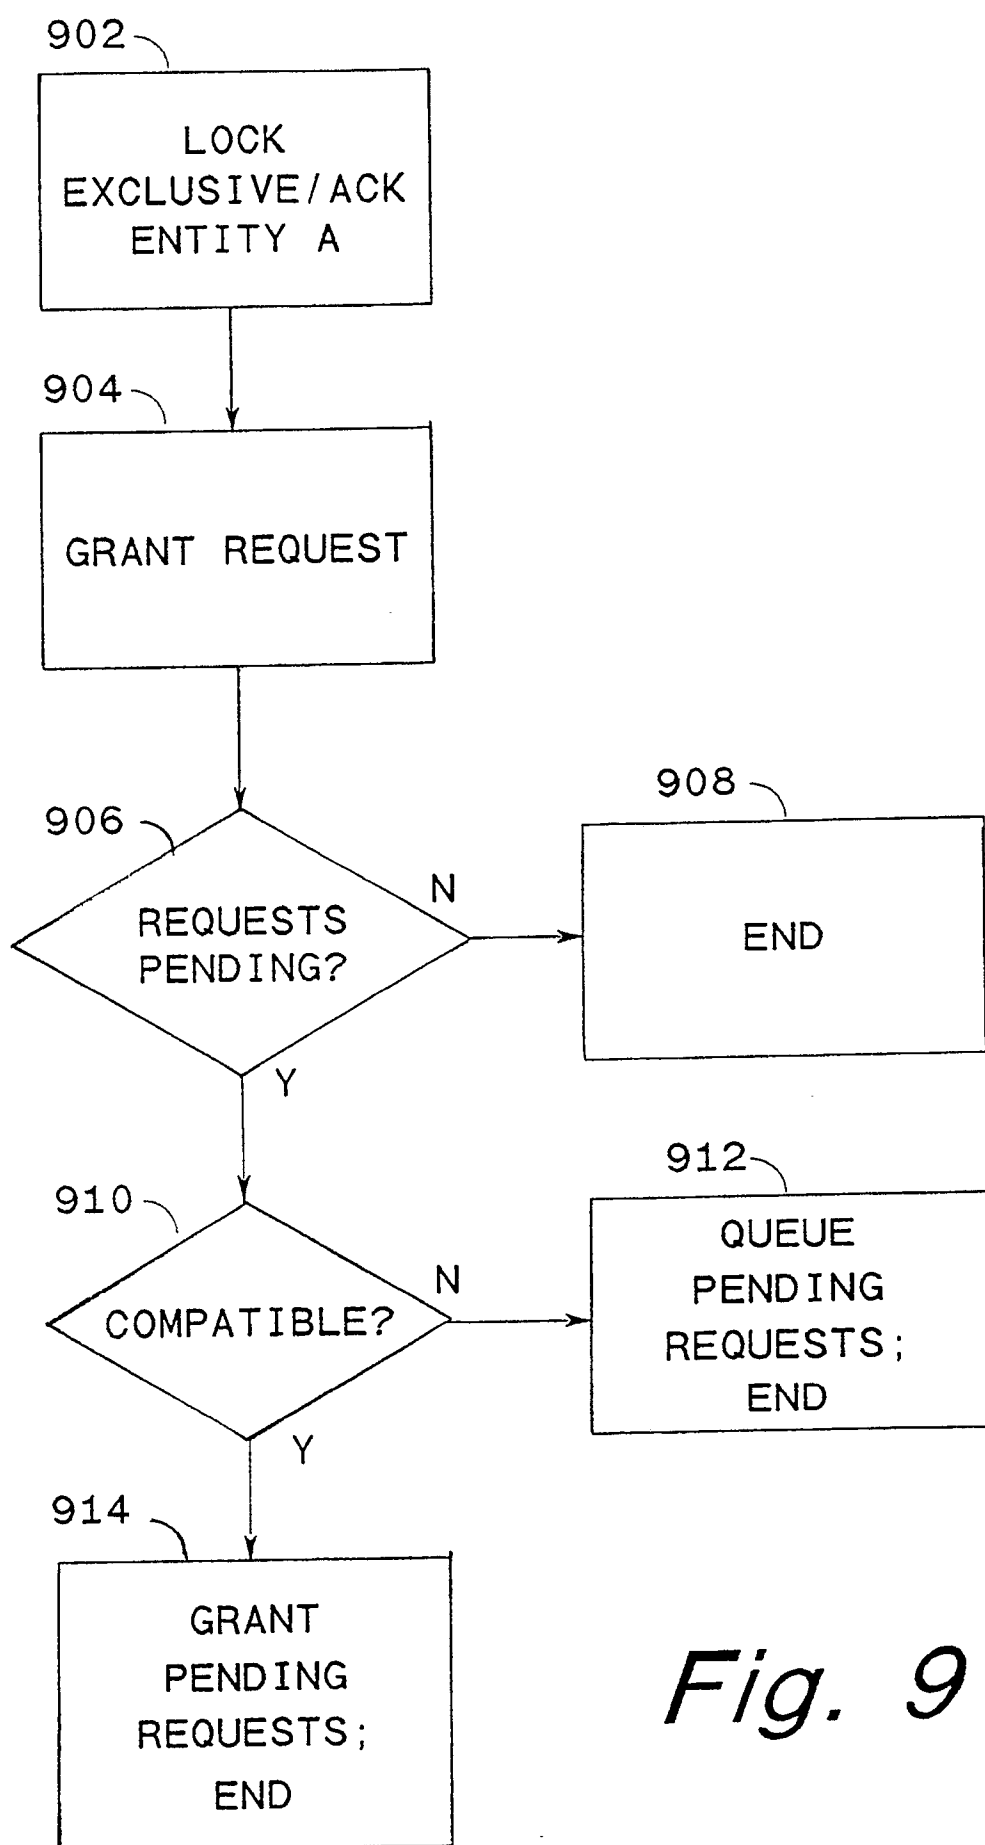 902
LOCK
EXCLUSIVE/ACK
ENTITY A
904
GRANT REQUEST
906
REQUESTS
PENDING?
N
Y
908
END
910
COMPATIBLE?
N
Y
912
QUEUE
PENDING
REQUESTS;
END
914
GRANT
PENDING
REQUESTS;
END
Fig. 9